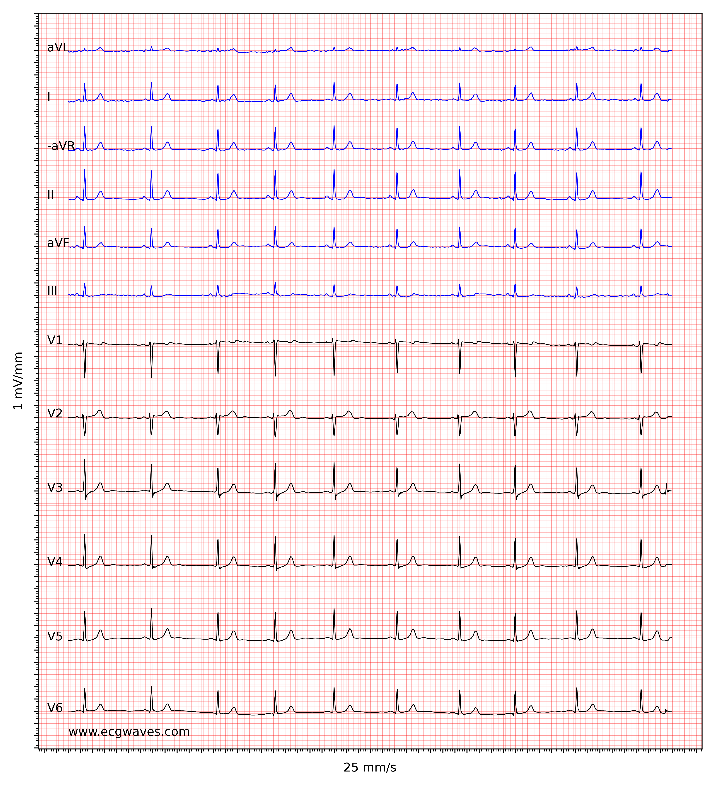 aVL
I
-aVR
II
aVF
III
V1
1 mV/mm
V2
V3
V4
V5
V6
www.ecgwaves.com
25 mm/s